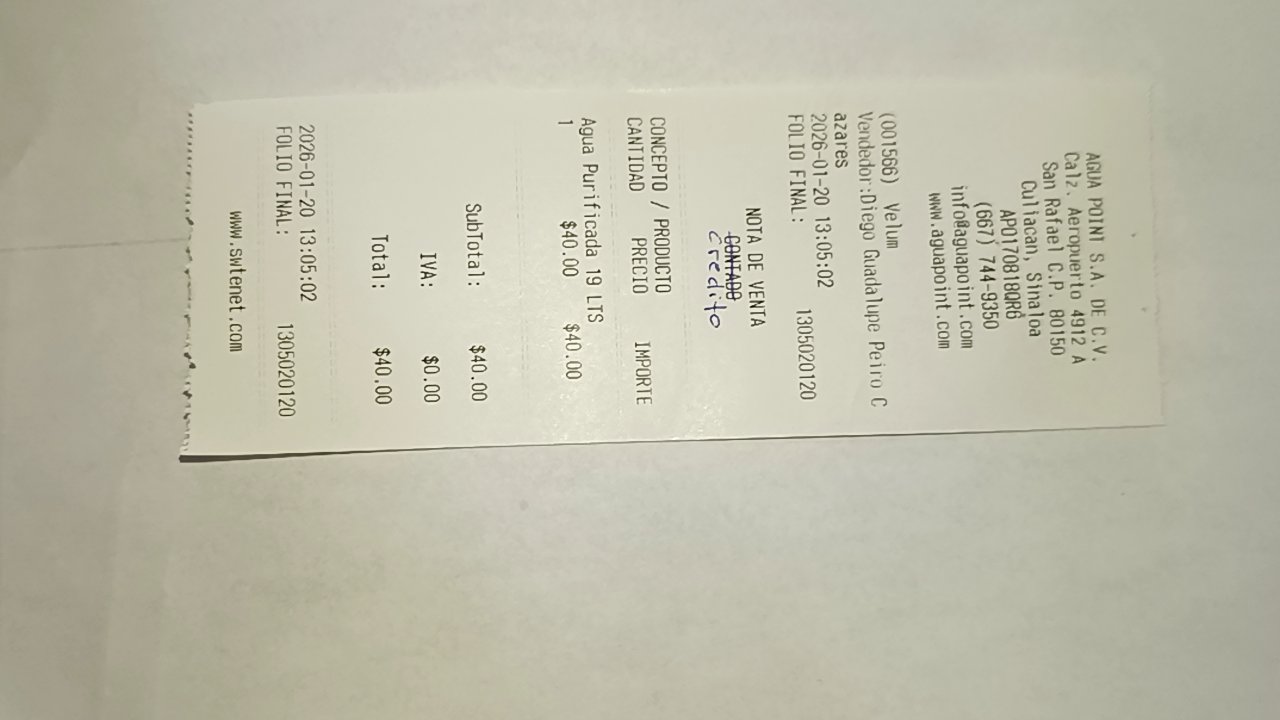 AGUA POINT S.A. DE C.V.
Calz. Aeropuerto 4912 A
San Rafael C.P. 80150
Culiacan, Sinaloa
APO170818QR6
(667) 744-9350
info@aguapoint.com
www.aguapoint.com
(001566) Velum
Vendedor:Diego Guadalupe Peiro C
azares
2026-01-20 13:05:02
FOLIO FINAL: 1305020120
NOTA DE VENTA
CONTADO
Credito
CONCEPTO / PRODUCTO
CANTIDAD PRECIO IMPORTE
Agua Purificada 19 LTS
1 $40.00 $40.00
SubTotal: $40.00
IVA: $0.00
Total: $40.00
2026-01-20 13:05:02
FOLIO FINAL: 1305020120
www.swtenet.com